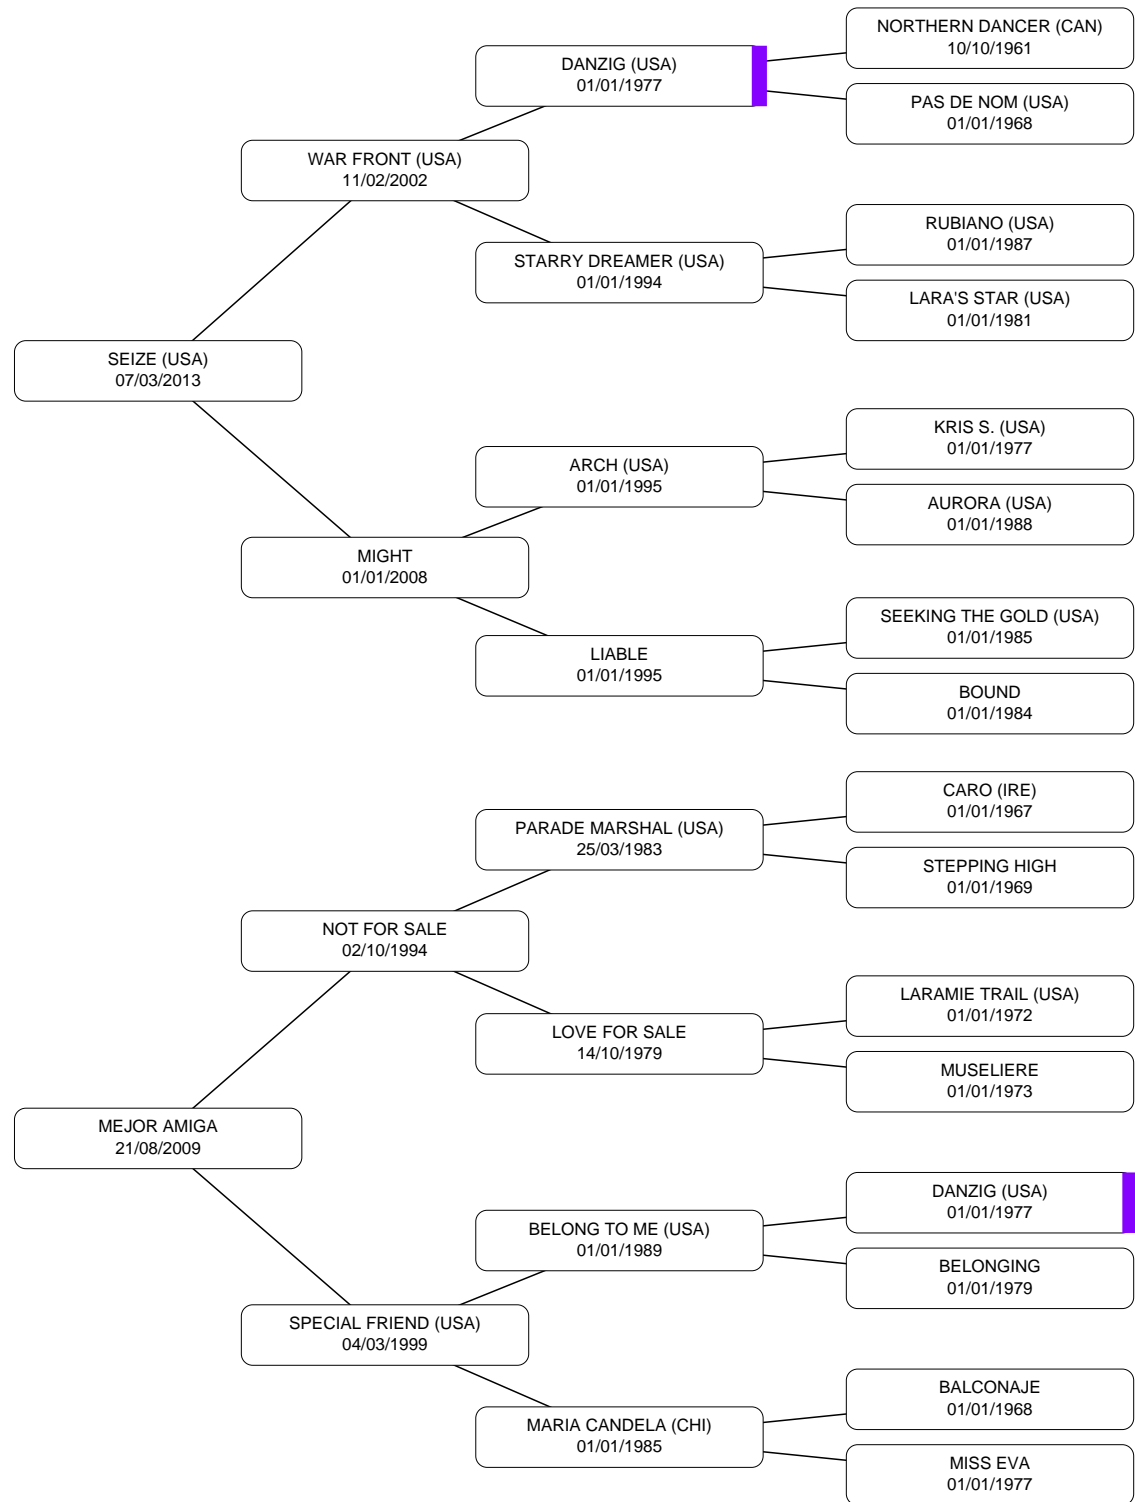 NORTHERN DANCER (CAN)
10/10/1961
DANZIG (USA)
01/01/1977
PAS DE NOM (USA)
01/01/1968
WAR FRONT (USA)
11/02/2002
RUBIANO (USA)
01/01/1987
STARRY DREAMER (USA)
01/01/1994
LARA'S STAR (USA)
01/01/1981
SEIZE (USA)
07/03/2013
KRIS S. (USA)
01/01/1977
ARCH (USA)
01/01/1995
AURORA (USA)
01/01/1988
MIGHT
01/01/2008
SEEKING THE GOLD (USA)
01/01/1985
LIABLE
01/01/1995
BOUND
01/01/1984
CARO (IRE)
01/01/1967
PARADE MARSHAL (USA)
25/03/1983
STEPPING HIGH
01/01/1969
NOT FOR SALE
02/10/1994
LARAMIE TRAIL (USA)
01/01/1972
LOVE FOR SALE
14/10/1979
MUSELIERE
01/01/1973
MEJOR AMIGA
21/08/2009
DANZIG (USA)
01/01/1977
BELONG TO ME (USA)
01/01/1989
BELONGING
01/01/1979
SPECIAL FRIEND (USA)
04/03/1999
BALCONAJE
01/01/1968
MARIA CANDELA (CHI)
01/01/1985
MISS EVA
01/01/1977